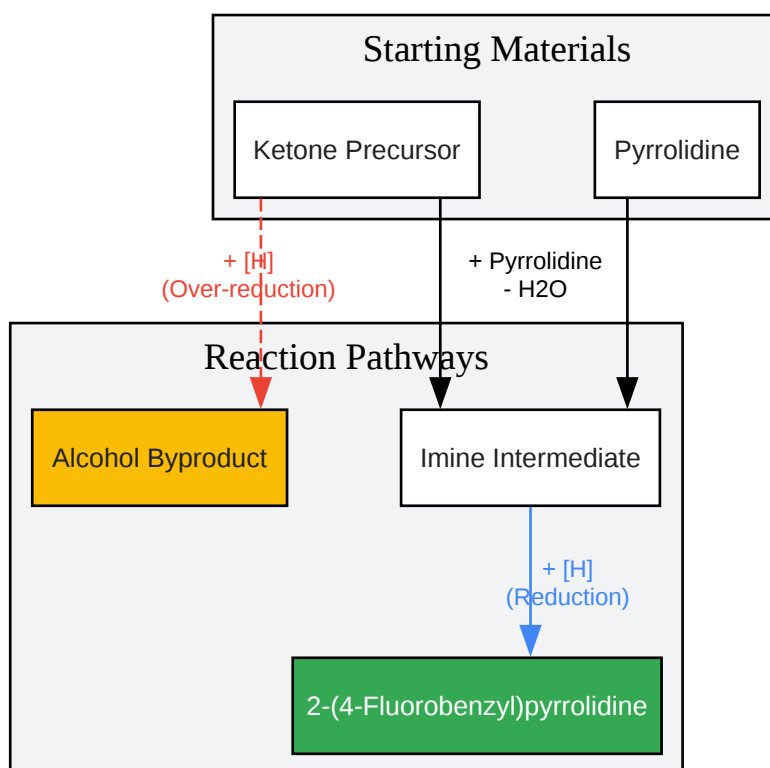 Starting Materials
Ketone Precursor
Pyrrolidine
+ [H]
(Over-reduction)
+ Pyrrolidine
- H2O
Reaction Pathways
Alcohol Byproduct
Imine Intermediate
+ [H]
(Reduction)
2-(4-Fluorobenzyl)pyrrolidine